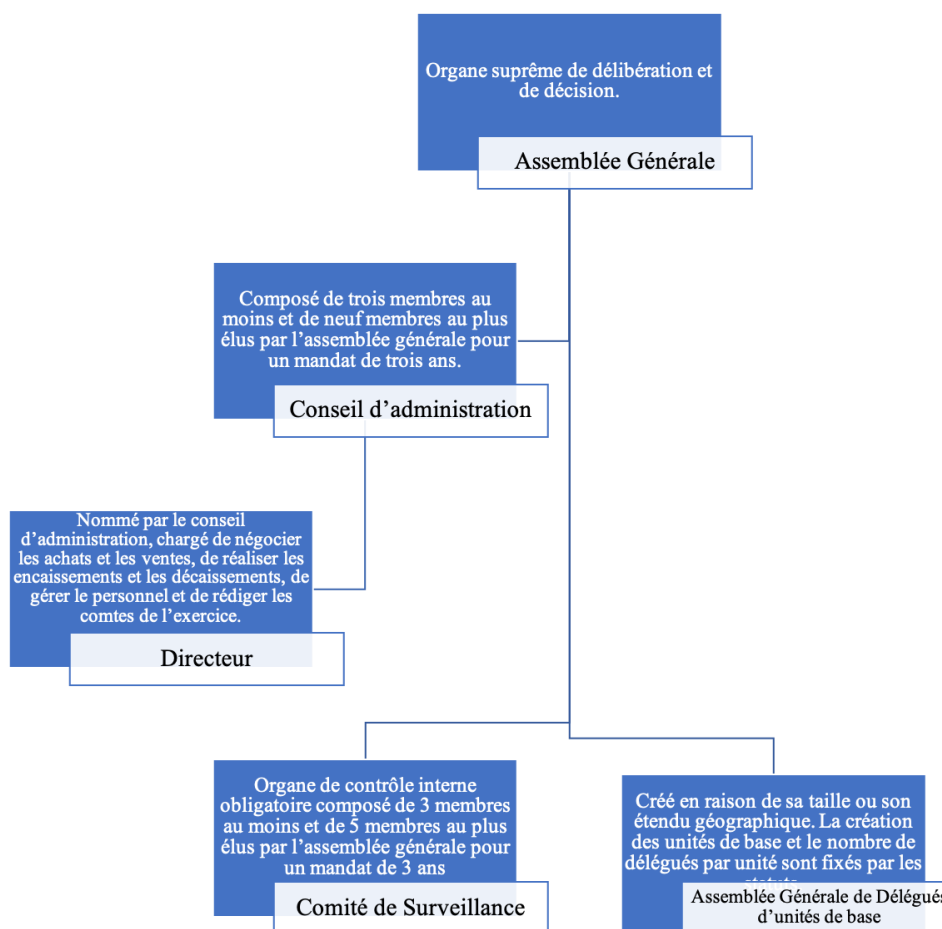 Organe suprême de délibération et
de décision.
Assemblée Générale
Composé de trois membres au
moins et de neuf membres au plus
élus par l’assemblée générale pour
un mandat de trois ans.
Conseil d’administration
Nommé par le conseil
d’administration, chargé de négocier
les achats et les ventes, de réaliser les
encaissements et les décaissements, de
gérer le personnel et de rédiger les
comtes de l’exercice.
Directeur
Organe de contrôle interne
obligatoire composé de 3 membres
au moins et de 5 membres au plus
élus par l’assemblée générale pour
un mandat de 3 ans
Comité de Surveillance
Créé en raison de sa taille ou son
étendu géographique. La création
des unités de base et le nombre de
délégués par unité sont fixés par les
Assemblée Générale de Délégués
d’unités de base